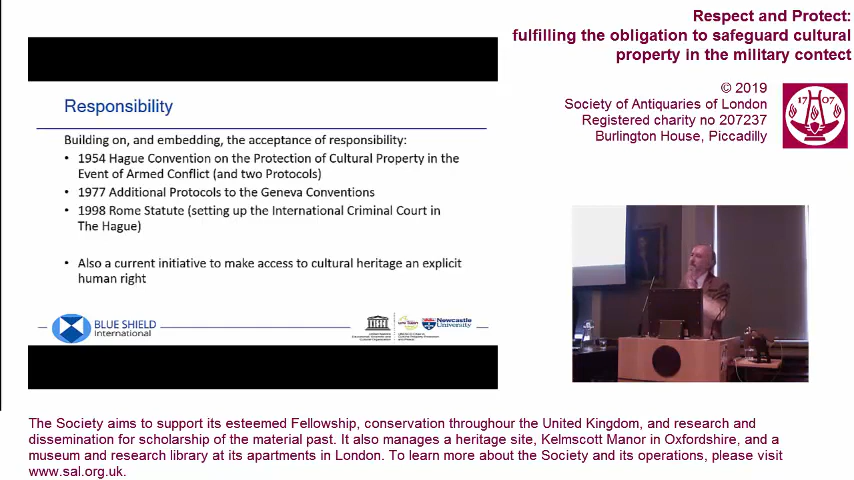 Respect and Protect:
fulfilling the obligation to safeguard cultural
property in the military contect
© 2019
Society of Antiquaries of London
Registered charity no 207237
Burlington House, Piccadilly
17 07
Responsibility
Building on, and embedding, the acceptance of responsibility:
• 1954 Hague Convention on the Protection of Cultural Property in the
Event of Armed Conflict (and two Protocols)
• 1977 Additional Protocols to the Geneva Conventions
• 1998 Rome Statute (setting up the International Criminal Court in
The Hague)
• Also a current initiative to make access to cultural heritage an explicit
human right
BLUE SHIELD
International
Newcastle
University
The Society aims to support its esteemed Fellowship, conservation throughour the United Kingdom, and research and
dissemination for scholarship of the material past. It also manages a heritage site, Kelmscott Manor in Oxfordshire, and a
museum and research library at its apartments in London. To learn more about the Society and its operations, please visit
www.sal.org.uk.